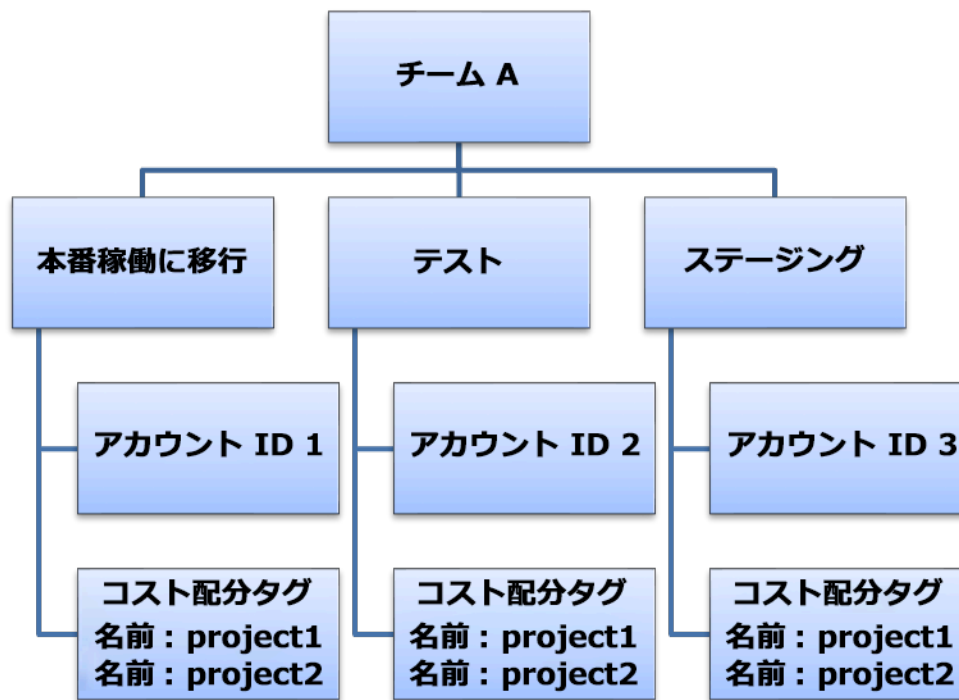 チーム A
本番稼働に移行
テスト
ステージング
アカウント ID 1
アカウント ID 2
アカウント ID 3
コスト配分タグ
名前：project1
名前：project2
コスト配分タグ
名前：project1
名前：project2
コスト配分タグ
名前：project1
名前：project2